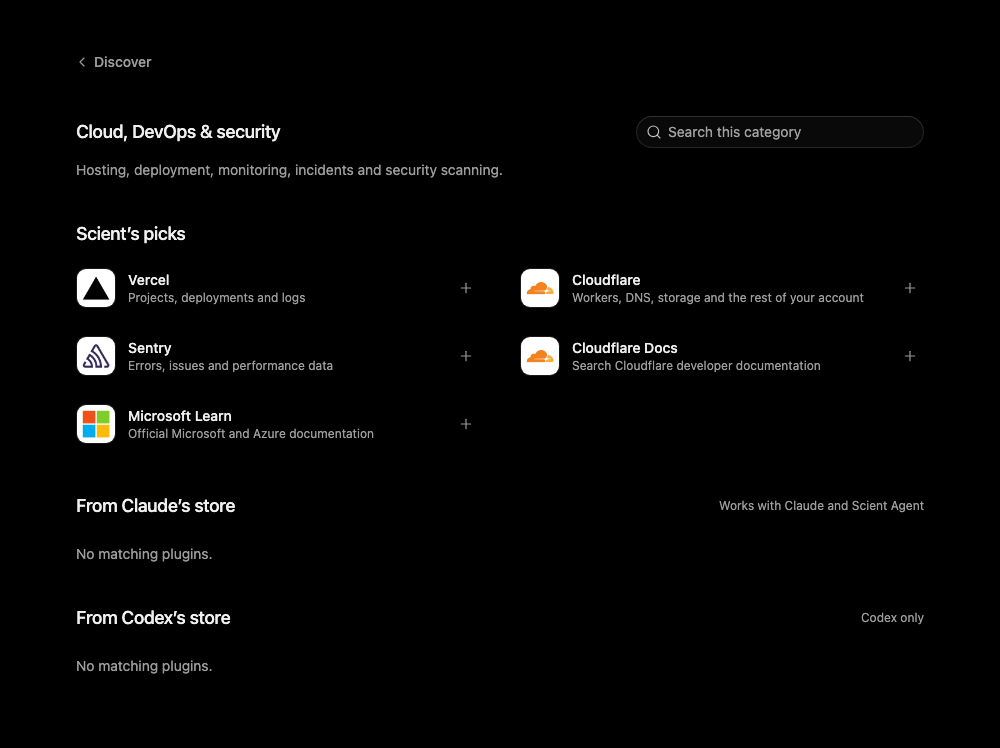 Discover
Cloud, DevOps & security
Search this category
Hosting, deployment, monitoring, incidents and security scanning.
Scient’s picks
Vercel
Projects, deployments and logs
Cloudflare
Workers, DNS, storage and the rest of your account
Sentry
Errors, issues and performance data
Cloudflare Docs
Search Cloudflare developer documentation
Microsoft Learn
Official Microsoft and Azure documentation
From Claude’s store
Works with Claude and Scient Agent
No matching plugins.
From Codex’s store
Codex only
No matching plugins.